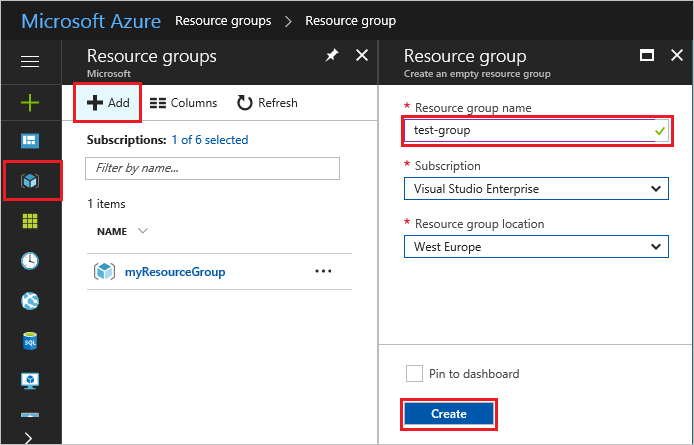 Microsoft Azure Resource groups > Resource group
Resource groups
Microsoft
Add Columns Refresh
Subscriptions: 1 of 6 selected
Filter by name...
1 items
NAME
myResourceGroup
Resource group
Create an empty resource group
* Resource group name
test-group
* Subscription
Visual Studio Enterprise
* Resource group location
West Europe
Pin to dashboard
Create
SQL